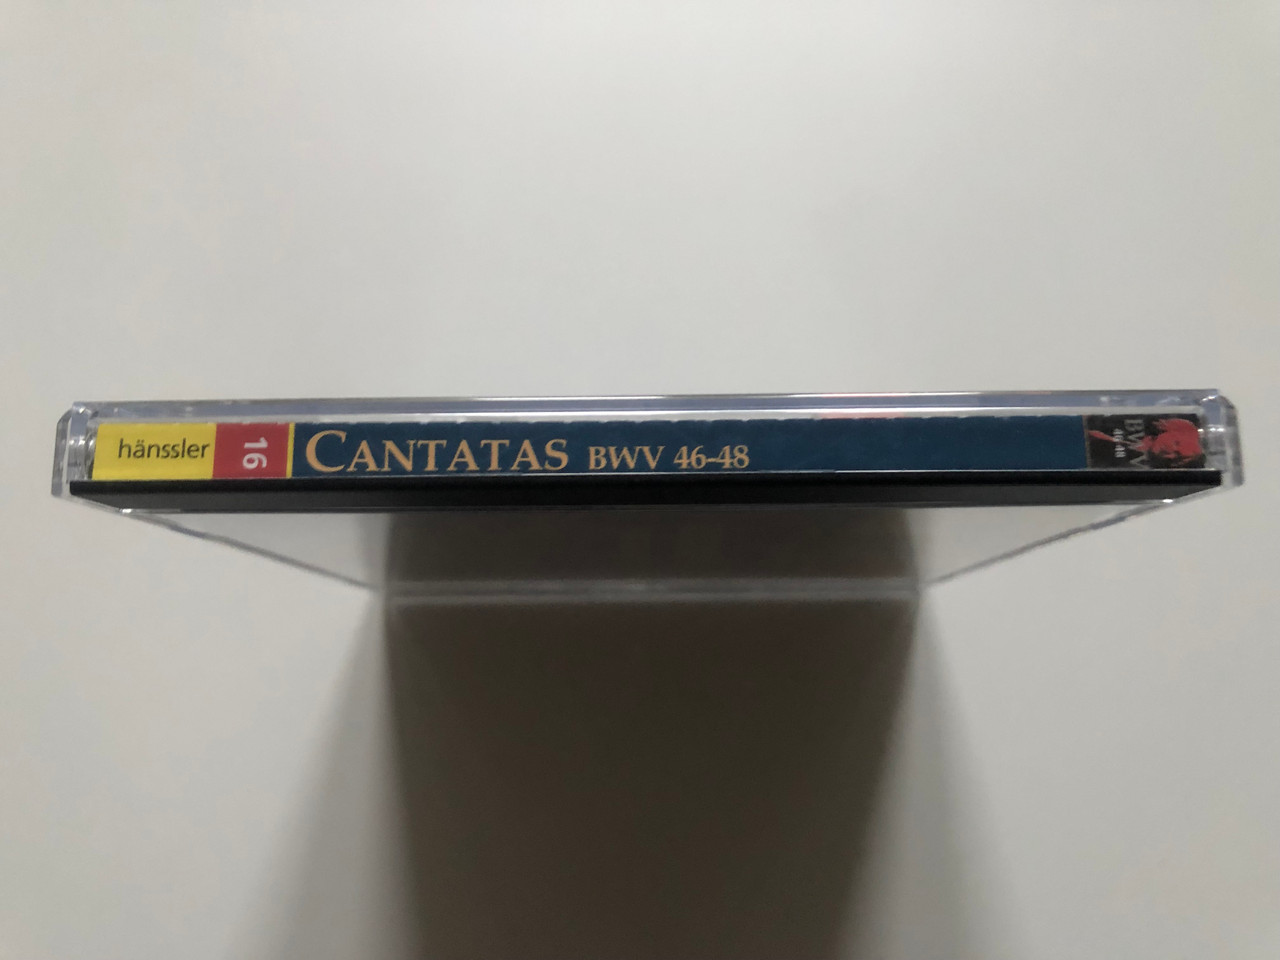 hänssler
16
CANTATAS BWV 46-48
BWV
46-48